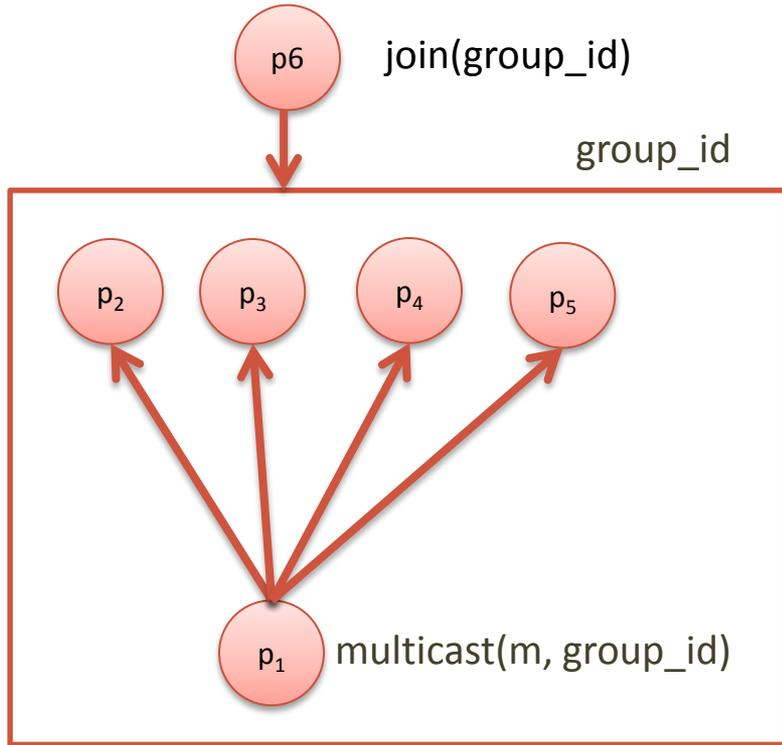 p6
join(group_id)
group_id
p₂
p₃
p₄
p₅
p₁
multicast(m, group_id)